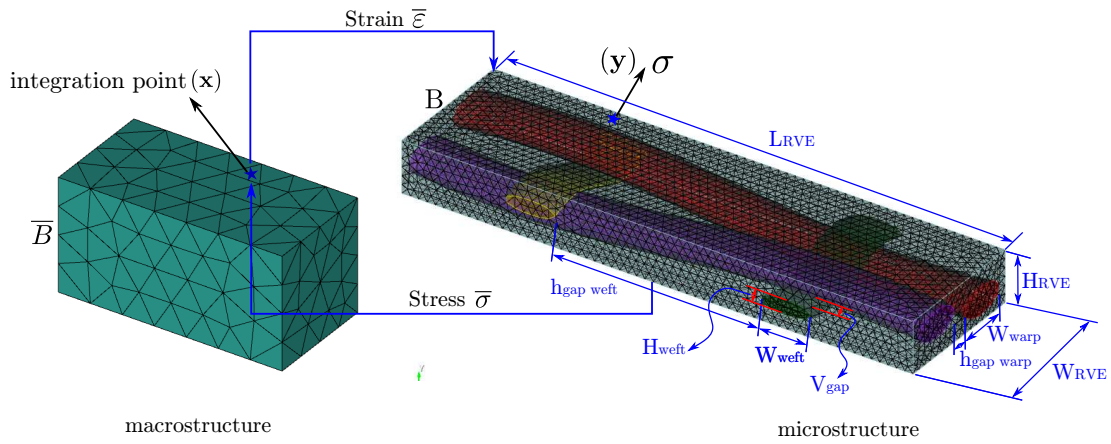 Strain ε̅
(y) σ
integration point(x)
B
L_RVE
B̅
h_gap weft
Stress σ̅
H_RVE
W_warp
h_gap warp
H_weft
W_weft
V_gap
W_RVE
Y
macrostructure
microstructure